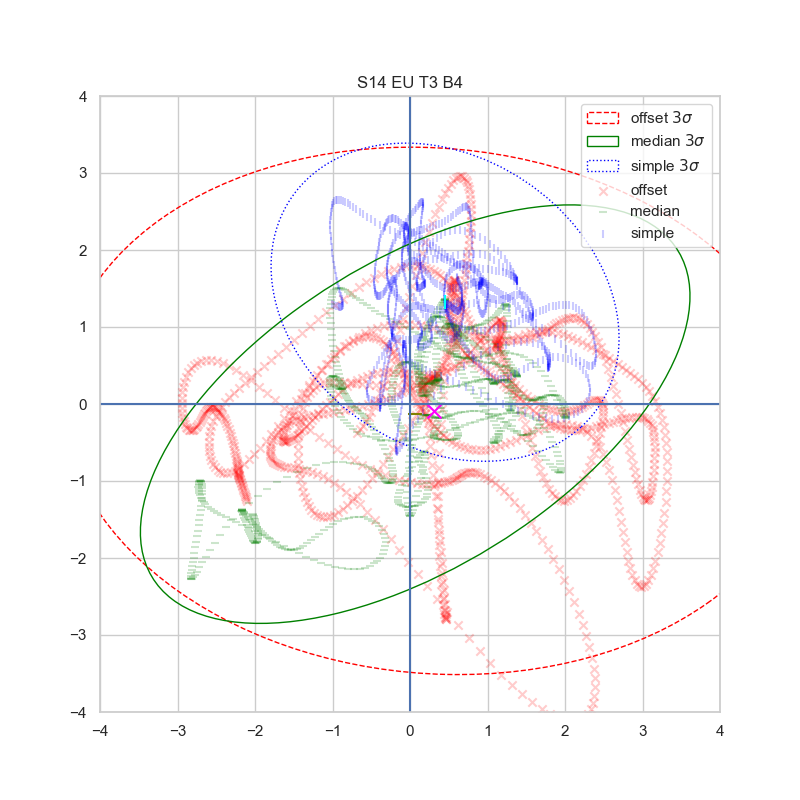 S14 EU T3 B4
offset 3σ
median 3σ
simple 3σ
offset
median
simple
4
3
2
1
0
−1
−2
−3
−4
−4 −3 −2 −1 0 1 2 3 4